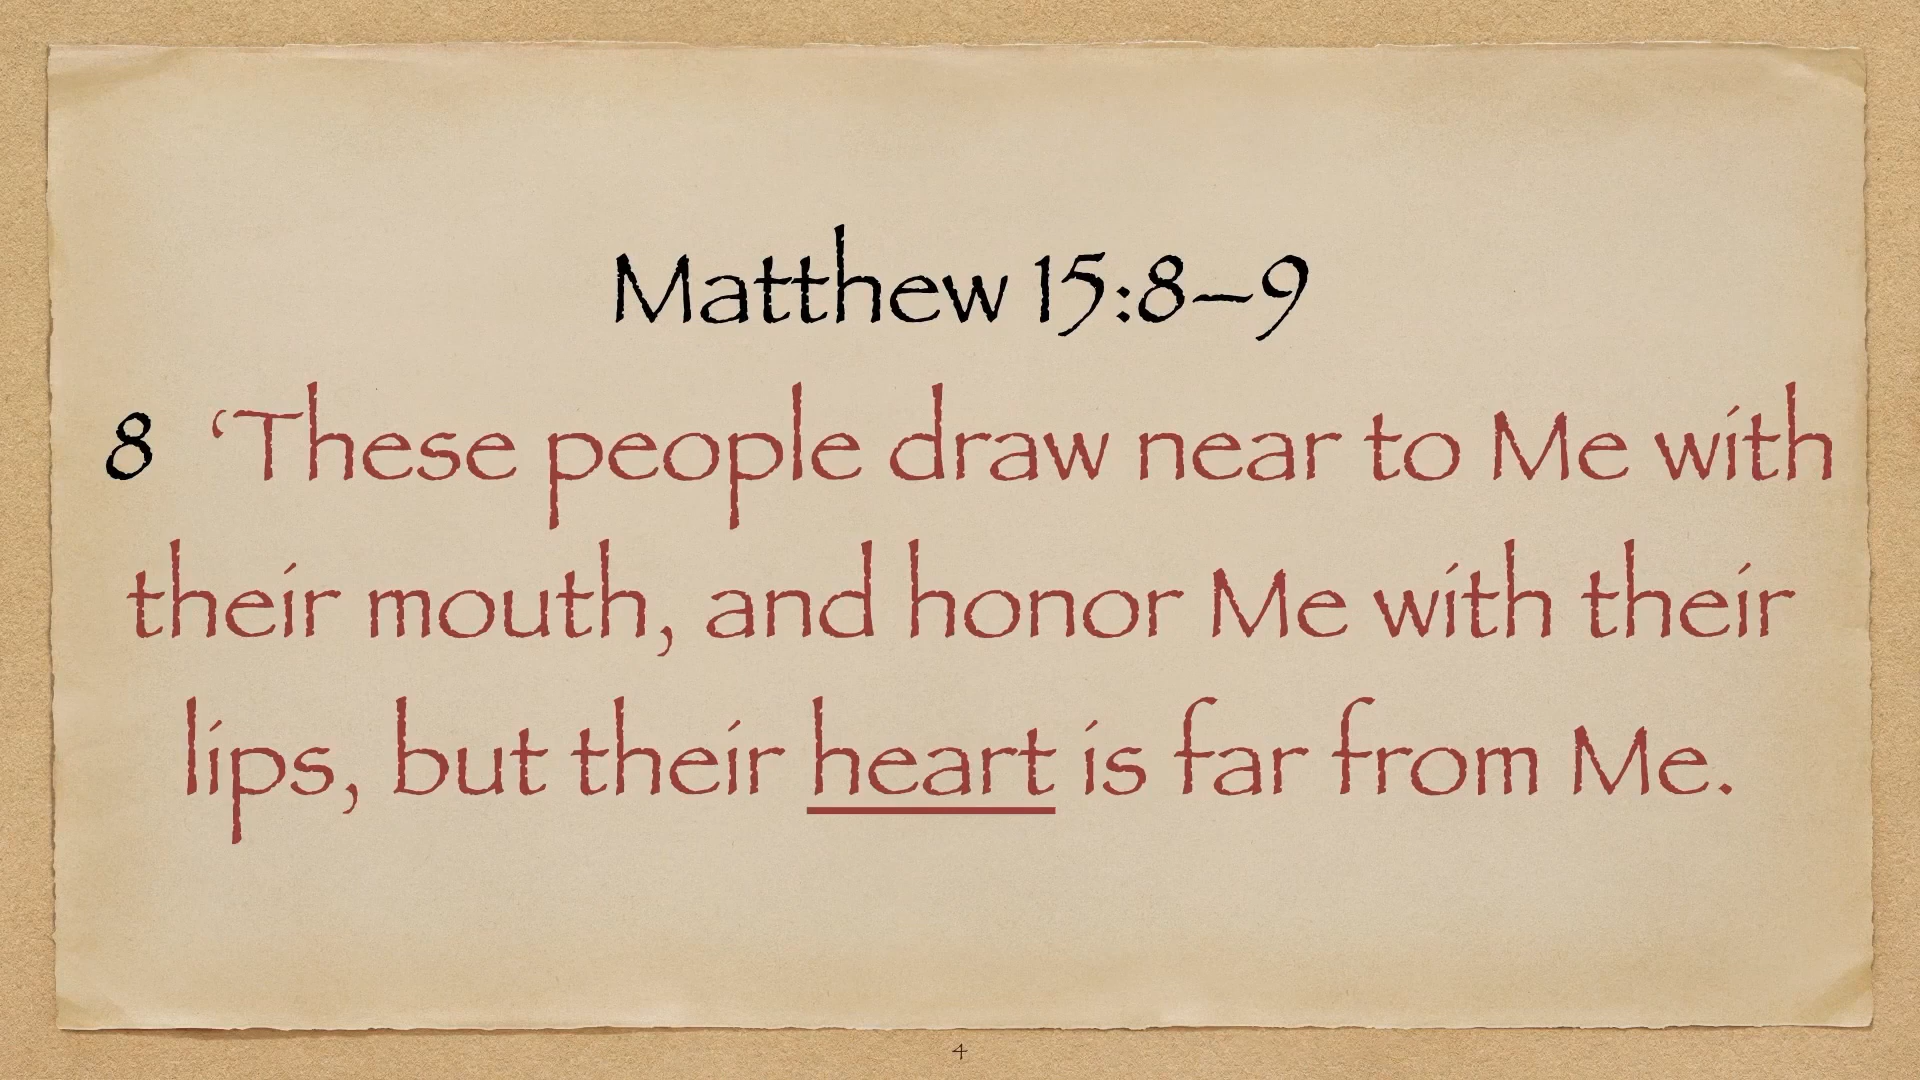 Matthew 15:8–9
8 ‘These people draw near to Me with
their mouth, and honor Me with their
lips, but their heart is far from Me.
4